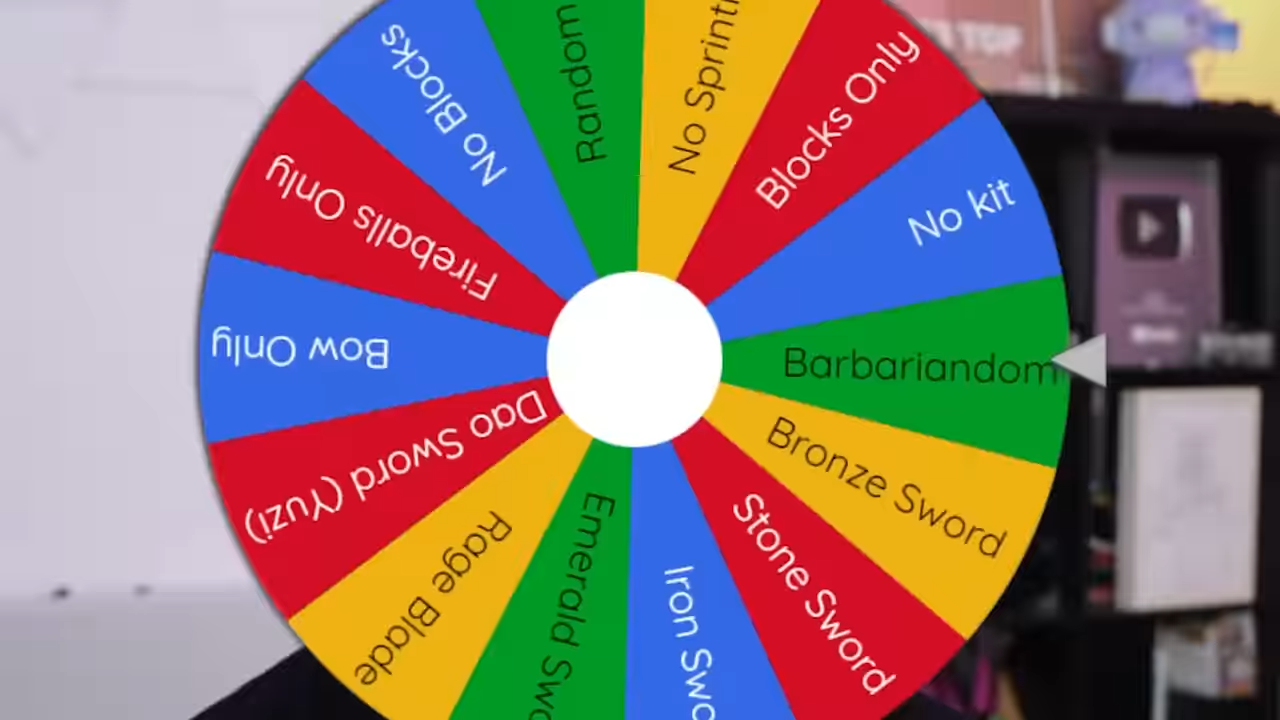 TOP
No Blocks
Random
No Sprinti
Blocks Only
No kit
Barbariandom
Bronze Sword
Stone Sword
Iron Swo
Emerald Swo
Rage Blade
Dao Sword (Yuzi)
Bow Only
Fireballs Only